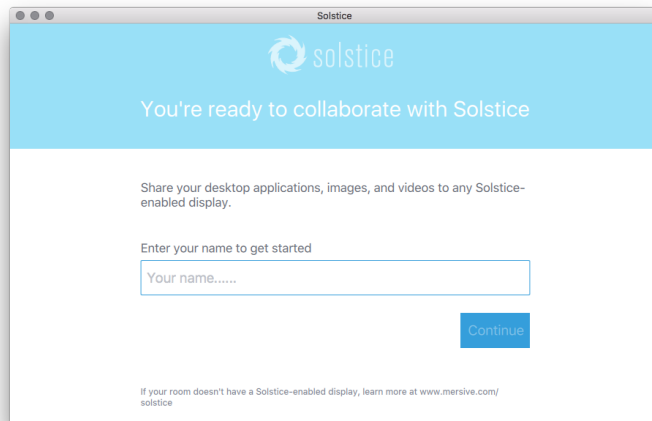 Solstice
solstice
You're ready to collaborate with Solstice
Share your desktop applications, images, and videos to any Solstice-
enabled display.
Enter your name to get started
Your name......
Continue
If your room doesn't have a Solstice-enabled display, learn more at www.mersive.com/
solstice